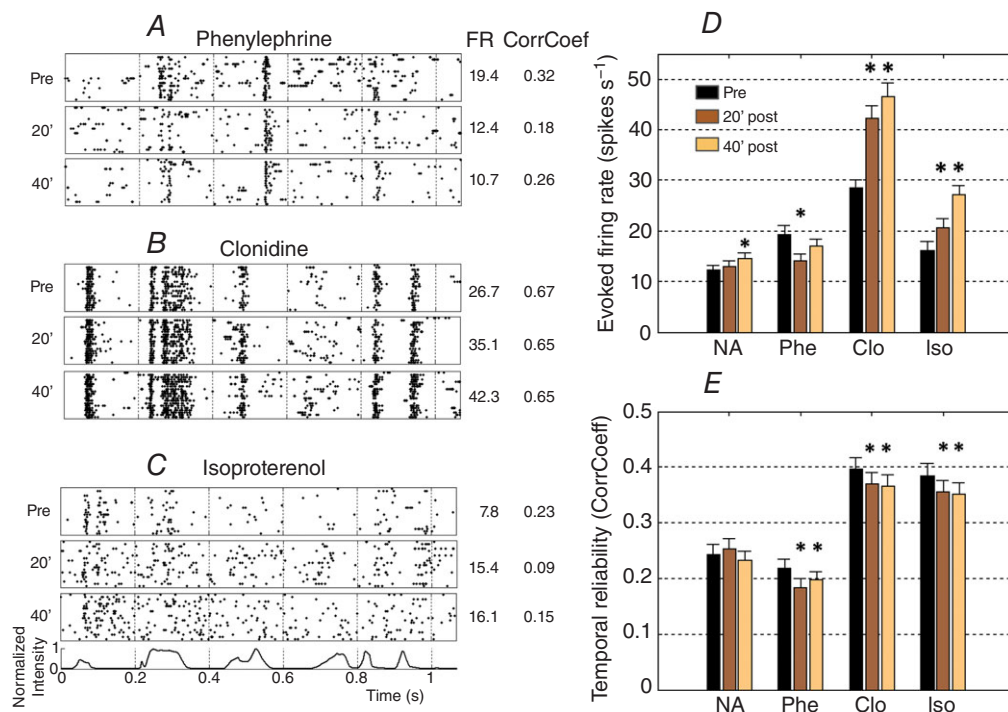 A
Phenylephrine
FR CorrCoef
Pre
19.4 0.32
20'
12.4 0.18
40'
10.7 0.26
B
Clonidine
Pre
26.7 0.67
20'
35.1 0.65
40'
42.3 0.65
C
Isoproterenol
Pre
7.8 0.23
20'
15.4 0.09
40'
16.1 0.15
Normalized
Intensity
1
0
0 0.2 0.4 0.6 0.8 1
Time (s)
D
Evoked firing rate (spikes s⁻¹)
50
40
30
20
10
0
Pre
20' post
40' post
*
*
* *
* *
NA Phe Clo Iso
E
Temporal reliability (CorrCoeff)
0.5
0.4
0.3
0.2
0.1
0
* *
* *
* *
NA Phe Clo Iso